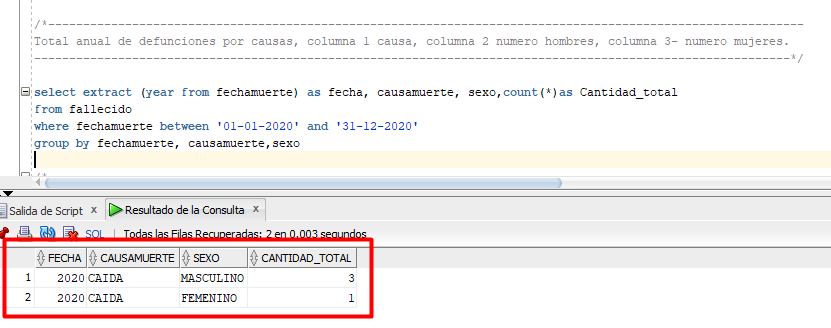 /*------------------------------------------------------------------------------------------------------------
Total anual de defunciones por causas, columna 1 causa, columna 2 numero hombres, columna 3- numero mujeres.
------------------------------------------------------------------------------------------------------------*/
select extract (year from fechamuerte) as fecha, causamuerte, sexo,count(*)as Cantidad_total
from fallecido
where fechamuerte between '01-01-2020' and '31-12-2020'
group by fechamuerte, causamuerte,sexo
/*
Salida de Script x Resultado de la Consulta x
SQL | Todas las Filas Recuperadas: 2 en 0,003 segundos
FECHA CAUSAMUERTE SEXO CANTIDAD_TOTAL
1 2020 CAIDA MASCULINO 3
2 2020 CAIDA FEMENINO 1